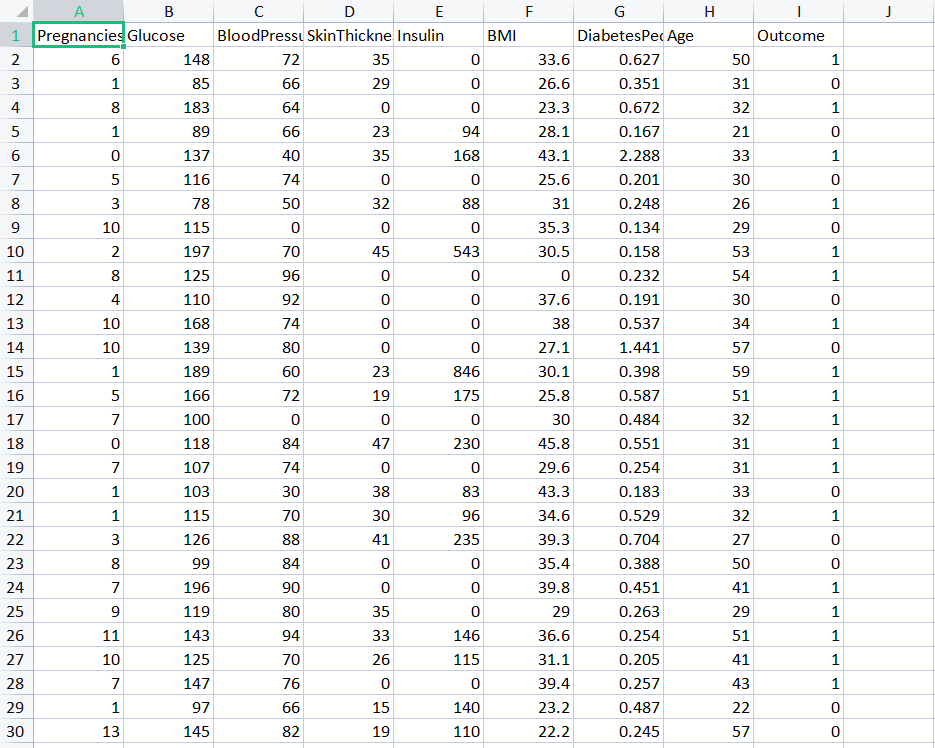 A B C D E F G H I J
1 Pregnancies Glucose BloodPressu SkinThickne Insulin BMI DiabetesPed Age Outcome
2 6 148 72 35 0 33.6 0.627 50 1
3 1 85 66 29 0 26.6 0.351 31 0
4 8 183 64 0 0 23.3 0.672 32 1
5 1 89 66 23 94 28.1 0.167 21 0
6 0 137 40 35 168 43.1 2.288 33 1
7 5 116 74 0 0 25.6 0.201 30 0
8 3 78 50 32 88 31 0.248 26 1
9 10 115 0 0 0 35.3 0.134 29 0
10 2 197 70 45 543 30.5 0.158 53 1
11 8 125 96 0 0 0 0.232 54 1
12 4 110 92 0 0 37.6 0.191 30 0
13 10 168 74 0 0 38 0.537 34 1
14 10 139 80 0 0 27.1 1.441 57 0
15 1 189 60 23 846 30.1 0.398 59 1
16 5 166 72 19 175 25.8 0.587 51 1
17 7 100 0 0 0 30 0.484 32 1
18 0 118 84 47 230 45.8 0.551 31 1
19 7 107 74 0 0 29.6 0.254 31 1
20 1 103 30 38 83 43.3 0.183 33 0
21 1 115 70 30 96 34.6 0.529 32 1
22 3 126 88 41 235 39.3 0.704 27 0
23 8 99 84 0 0 35.4 0.388 50 0
24 7 196 90 0 0 39.8 0.451 41 1
25 9 119 80 35 0 29 0.263 29 1
26 11 143 94 33 146 36.6 0.254 51 1
27 10 125 70 26 115 31.1 0.205 41 1
28 7 147 76 0 0 39.4 0.257 43 1
29 1 97 66 15 140 23.2 0.487 22 0
30 13 145 82 19 110 22.2 0.245 57 0